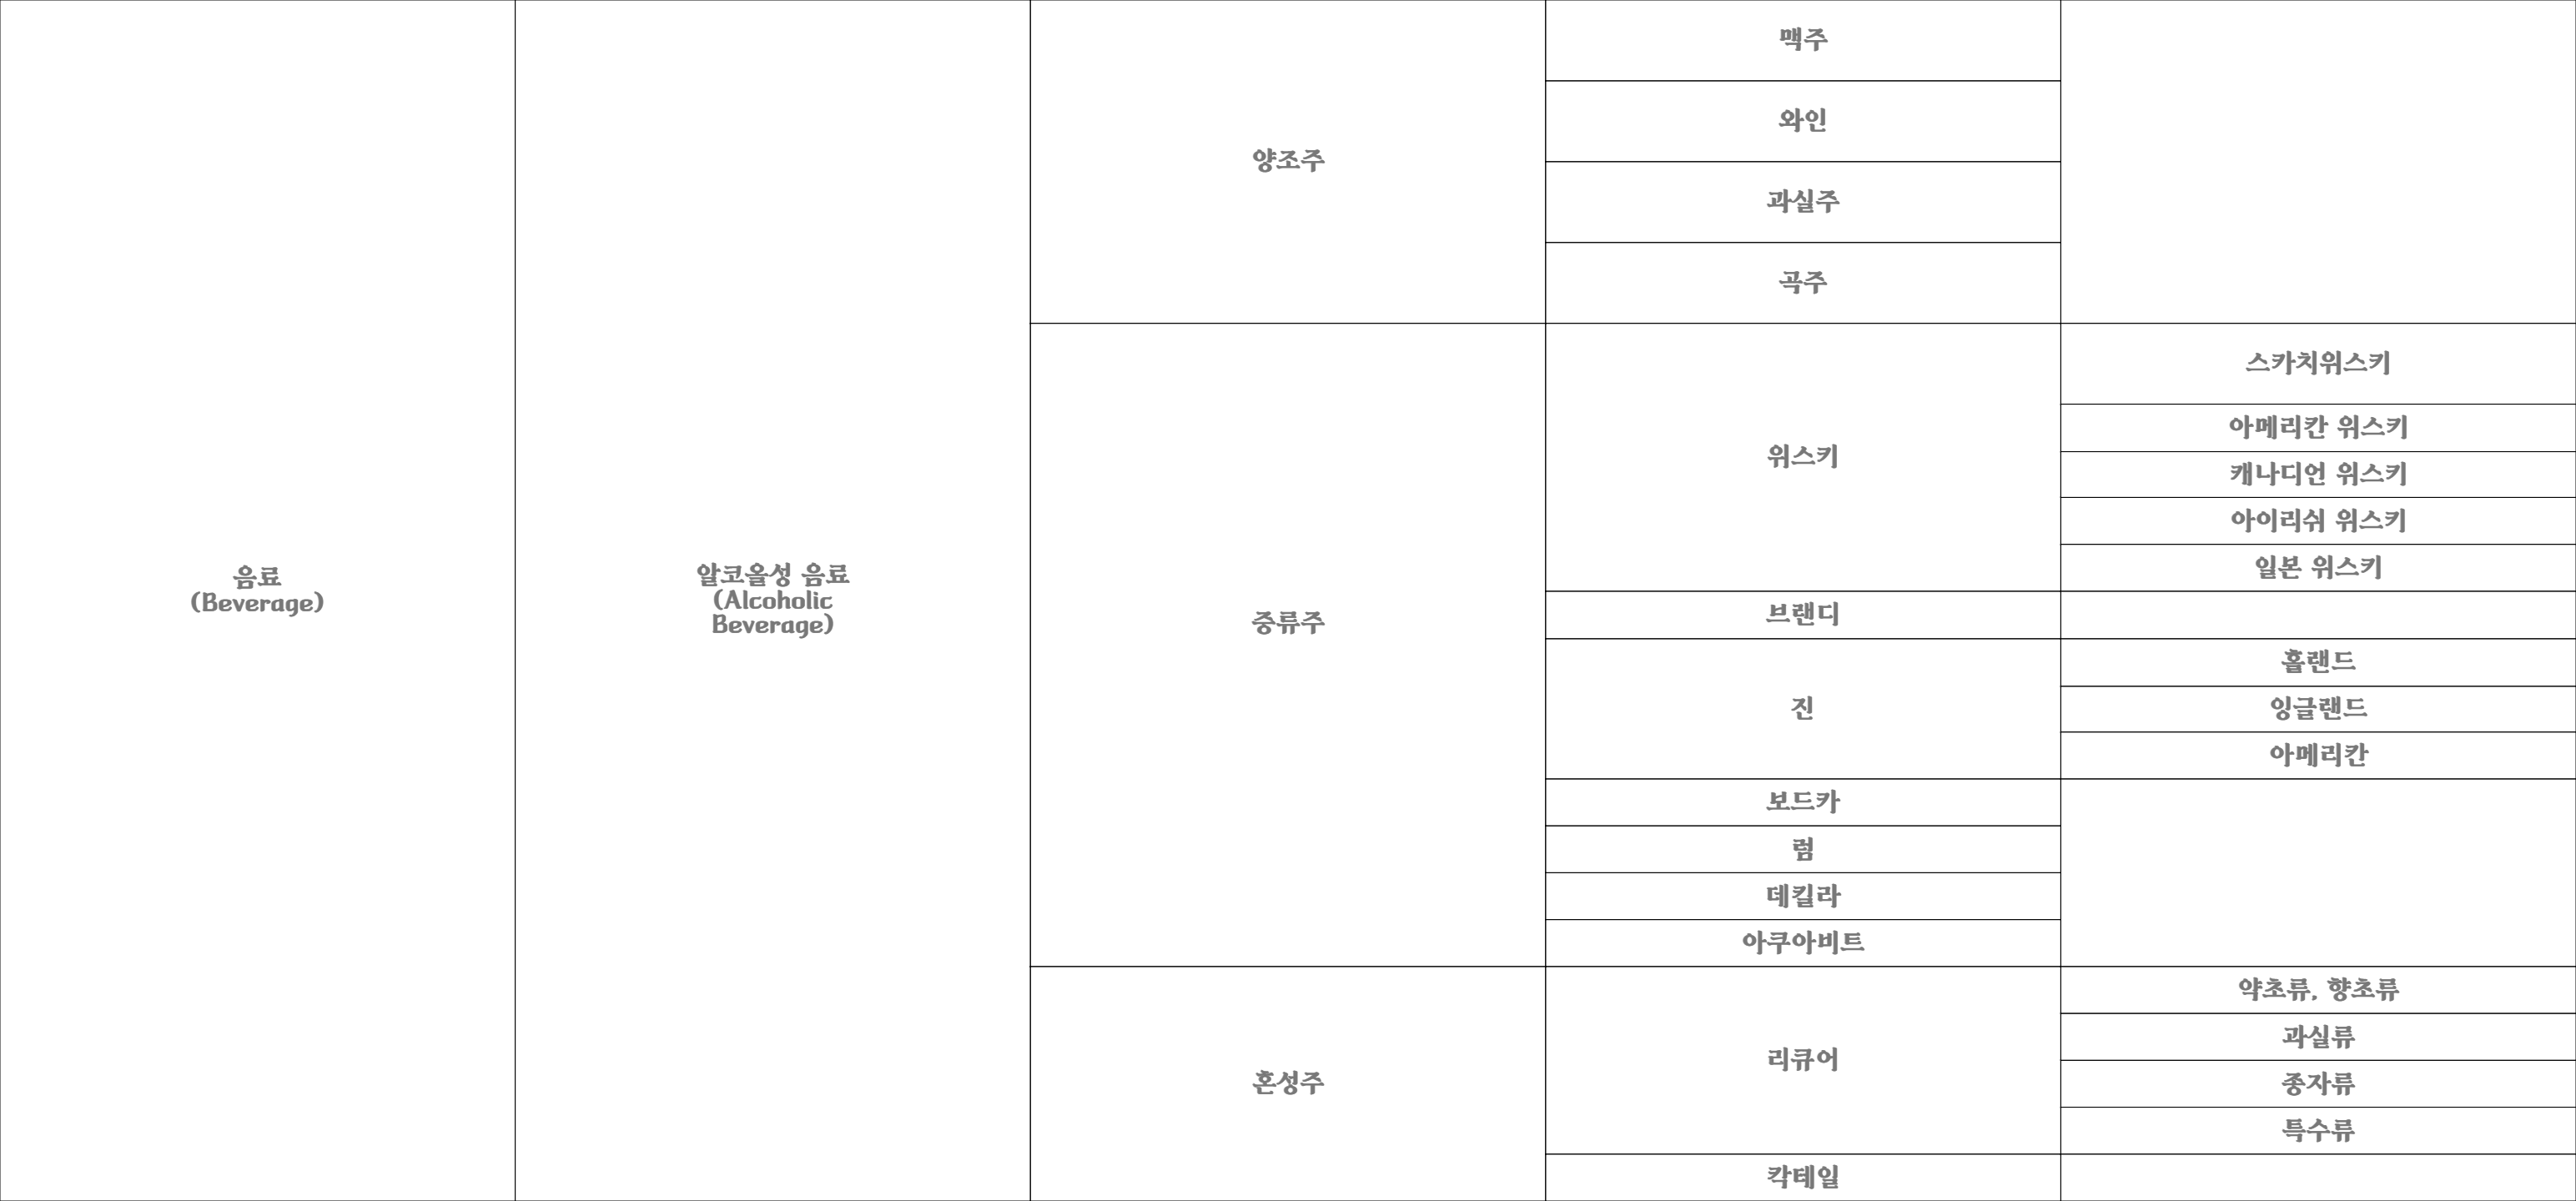 음료
(Beverage)
알코올성 음료
(Alcoholic
Beverage)
양조주
맥주
와인
과실주
곡주
증류주
위스키
스카치위스키
아메리칸 위스키
캐나디언 위스키
아이리쉬 위스키
일본 위스키
브랜디
진
홀랜드
잉글랜드
아메리칸
보드카
럼
데킬라
아쿠아비트
혼성주
리큐어
약초류, 향초류
과실류
종자류
특수류
칵테일